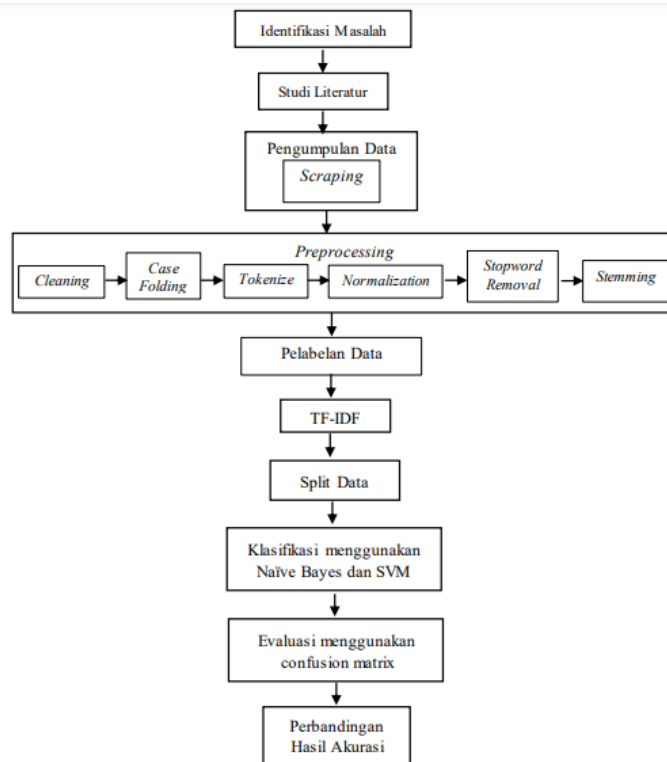 Identifikasi Masalah
Studi Literatur
Pengumpulan Data
Scraping
Preprocessing
Cleaning
Case
Folding
Tokenize
Normalization
Stopword
Removal
Stemming
Pelabelan Data
TF-IDF
Split Data
Klasifikasi menggunakan
Naïve Bayes dan SVM
Evaluasi menggunakan
confusion matrix
Perbandingan
Hasil Akurasi